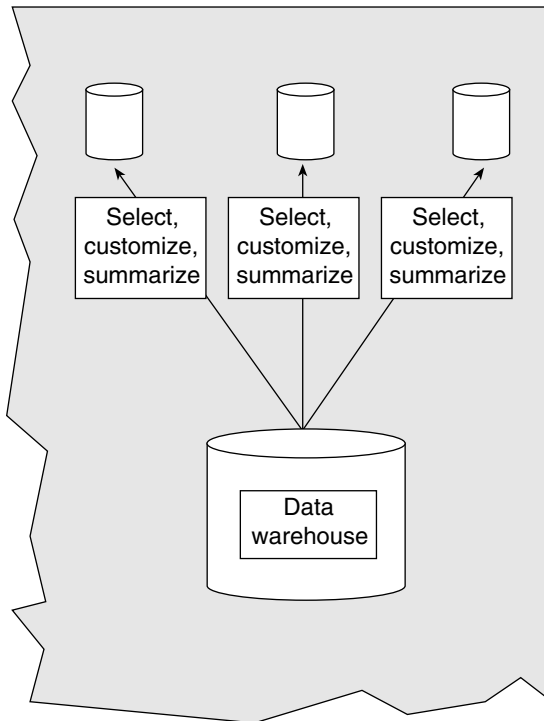 Select,
customize,
summarize
Select,
customize,
summarize
Select,
customize,
summarize
Data
warehouse